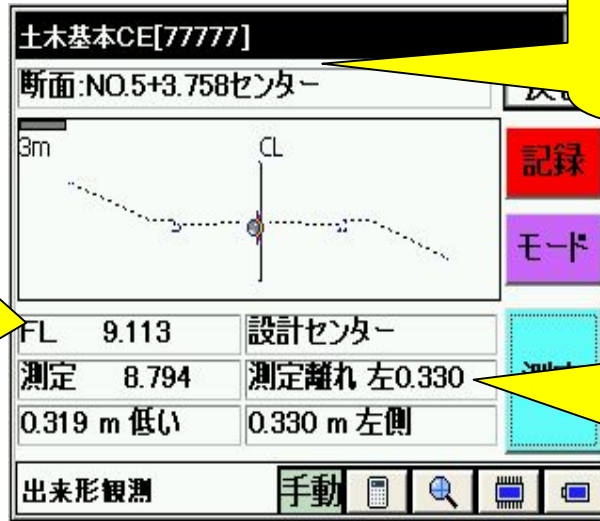 土木基本CE[77777]
断面:NO.5+3.758センター
3m
CL
記録
モード
FL 9.113 設計センター
測定 8.794 測定離れ 左0.330
0.319 m 低い 0.330 m 左側
出来形観測 手動